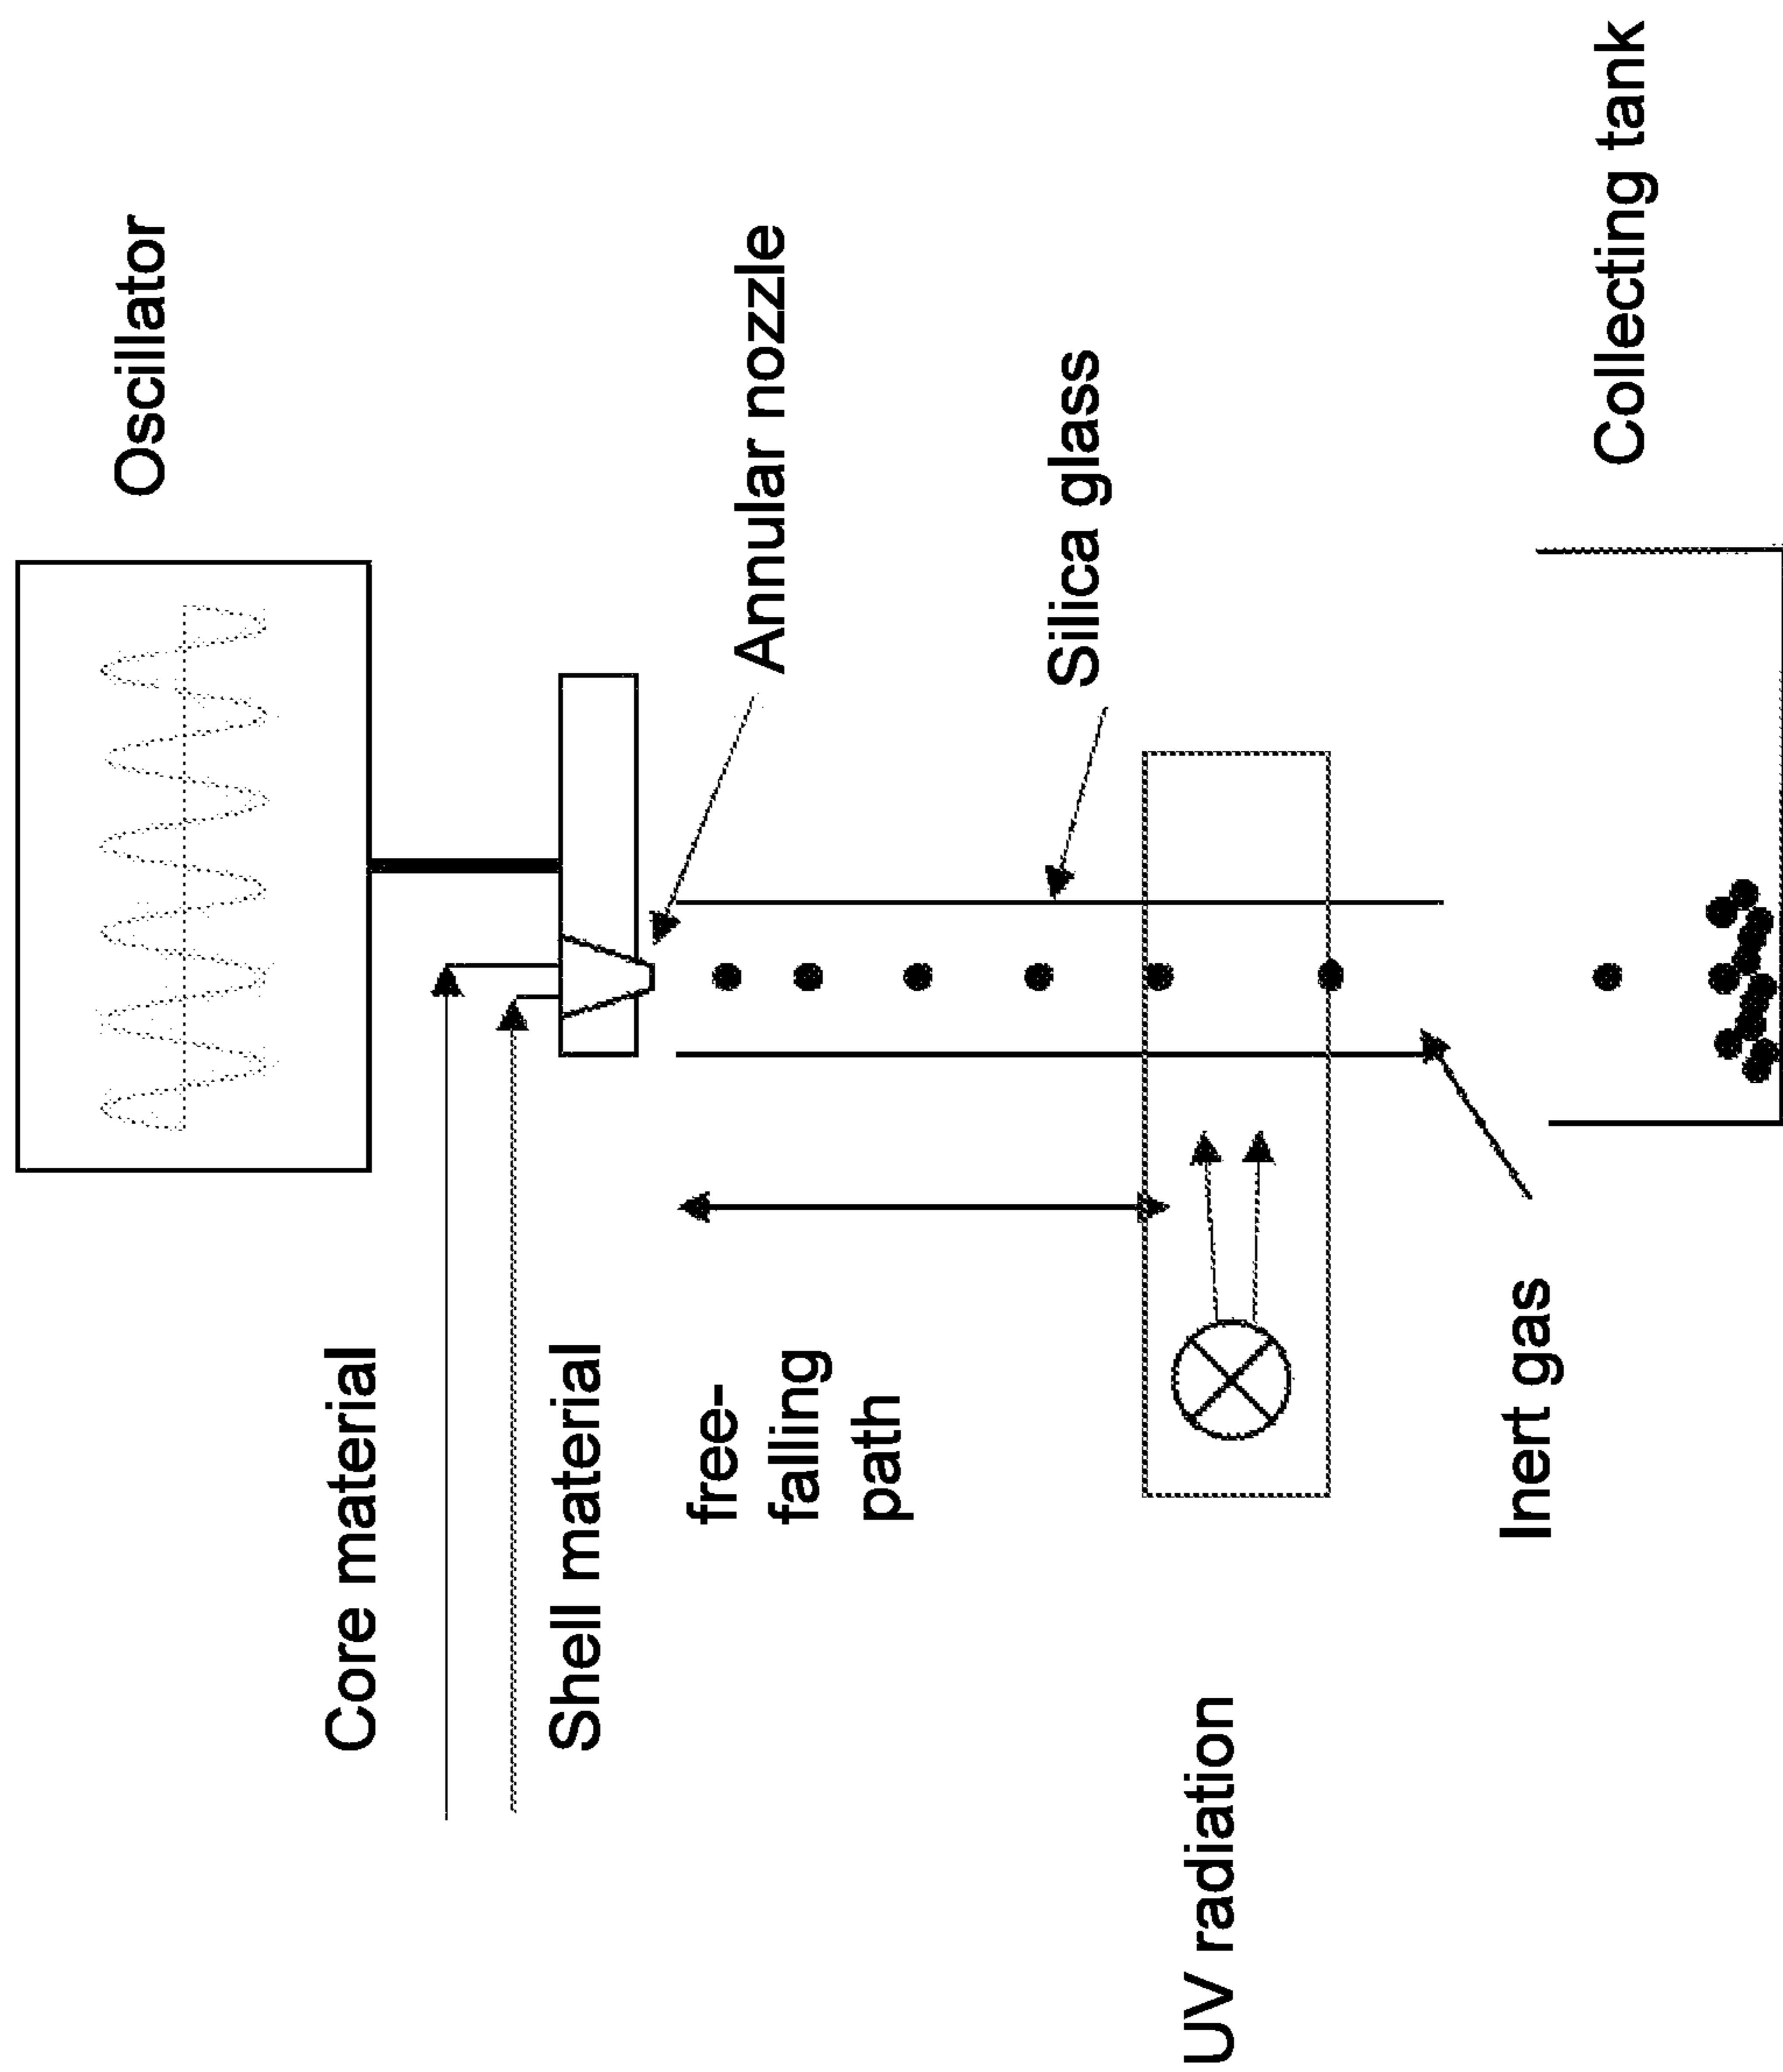 Oscillator
Core material
Shell material
Annular nozzle
free-
falling
path
Silica glass
UV radiation
Inert gas
Collecting tank